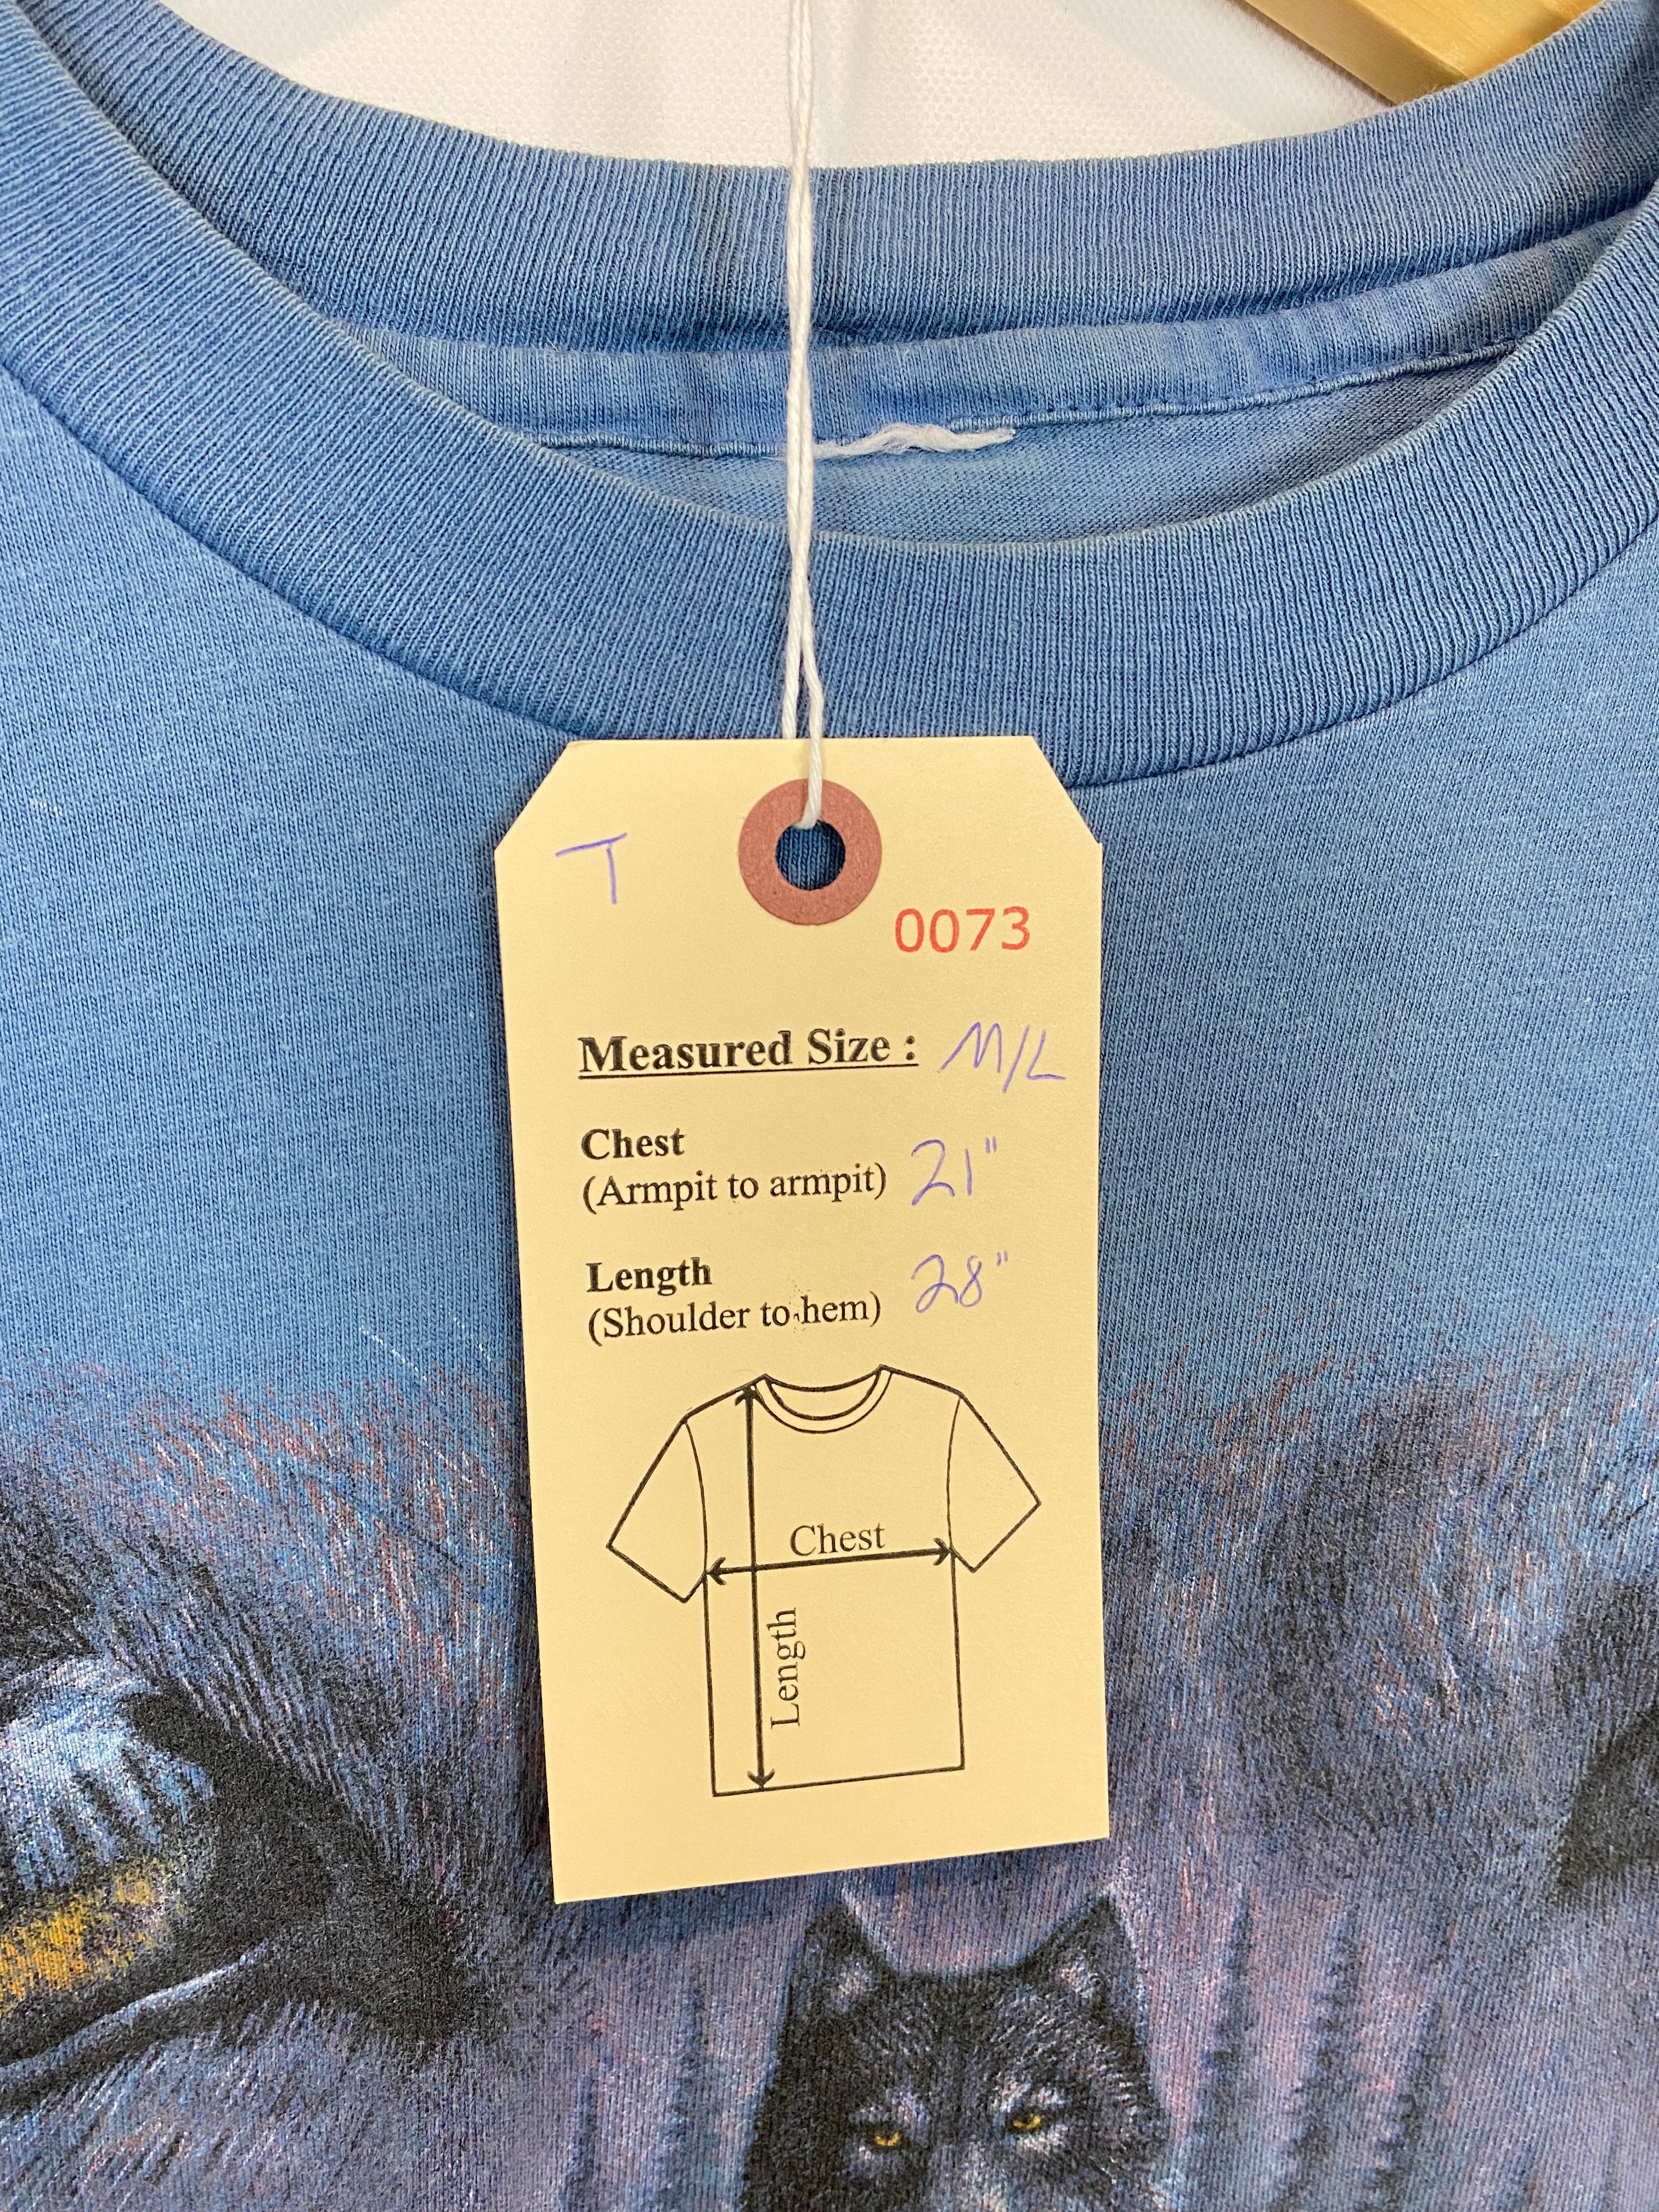 T
0073
Measured Size : M/L
Chest
(Armpit to armpit) 21"
Length
(Shoulder to hem) 28"
Chest
Length